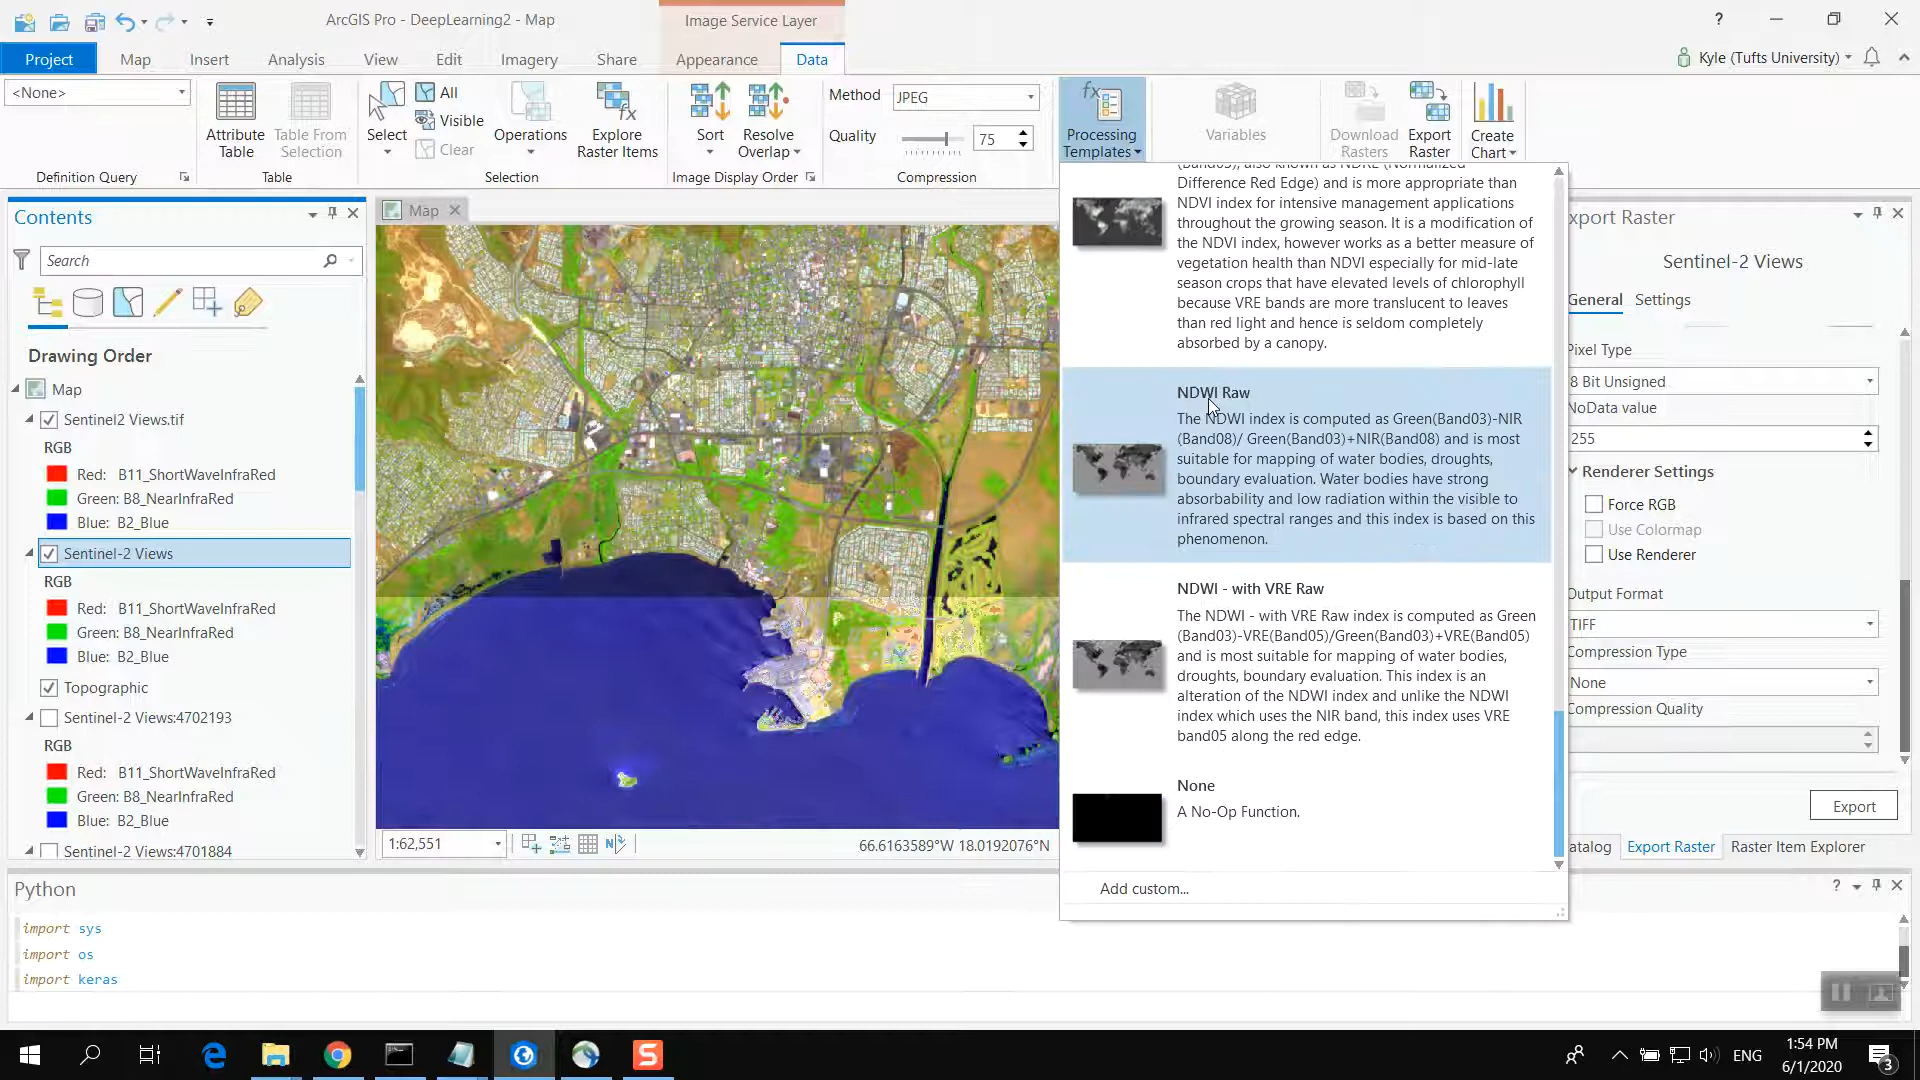 ArcGIS Pro - DeepLearning2 - Map
Image Service Layer
?
Project
Map
Insert
Analysis
View
Edit
Imagery
Share
Appearance
Data
Kyle (Tufts University)
<None>
Definition Query
Attribute
Table
Table From
Selection
Table
Select
All
Visible
Clear
Operations
Explore
Raster Items
Selection
Sort
Resolve
Overlap
Image Display Order
Method
JPEG
Quality
75
Compression
Processing
Templates
Variables
Download
Rasters
Export
Raster
Create
Chart
Contents
Search
Drawing Order
Map
Sentinel2 Views.tif
RGB
Red: B11_ShortWaveInfraRed
Green: B8_NearInfraRed
Blue: B2_Blue
Sentinel-2 Views
RGB
Red: B11_ShortWaveInfraRed
Green: B8_NearInfraRed
Blue: B2_Blue
Topographic
Sentinel-2 Views:4702193
RGB
Red: B11_ShortWaveInfraRed
Green: B8_NearInfraRed
Blue: B2_Blue
Sentinel-2 Views:4701884
Map
1:62,551
66.6163589°W 18.0192076°N
(Band05), also known as NDRE (Normalized
Difference Red Edge) and is more appropriate than
NDVI index for intensive management applications
throughout the growing season. It is a modification of
the NDVI index, however works as a better measure of
vegetation health than NDVI especially for mid-late
season crops that have elevated levels of chlorophyll
because VRE bands are more translucent to leaves
than red light and hence is seldom completely
absorbed by a canopy.
NDWI Raw
The NDWI index is computed as Green(Band03)-NIR
(Band08)/ Green(Band03)+NIR(Band08) and is most
suitable for mapping of water bodies, droughts,
boundary evaluation. Water bodies have strong
absorbability and low radiation within the visible to
infrared spectral ranges and this index is based on this
phenomenon.
NDWI - with VRE Raw
The NDWI - with VRE Raw index is computed as Green
(Band03)-VRE(Band05)/Green(Band03)+VRE(Band05)
and is most suitable for mapping of water bodies,
droughts, boundary evaluation. This index is an
alteration of the NDWI index and unlike the NDWI
index which uses the NIR band, this index uses VRE
band05 along the red edge.
None
A No-Op Function.
Add custom...
xport Raster
Sentinel-2 Views
General
Settings
Pixel Type
8 Bit Unsigned
NoData value
255
Renderer Settings
Force RGB
Use Colormap
Use Renderer
Output Format
TIFF
Compression Type
None
Compression Quality
Export
atalog
Export Raster
Raster Item Explorer
Python
?
import sys
import os
import keras
ENG
1:54 PM
6/1/2020
3